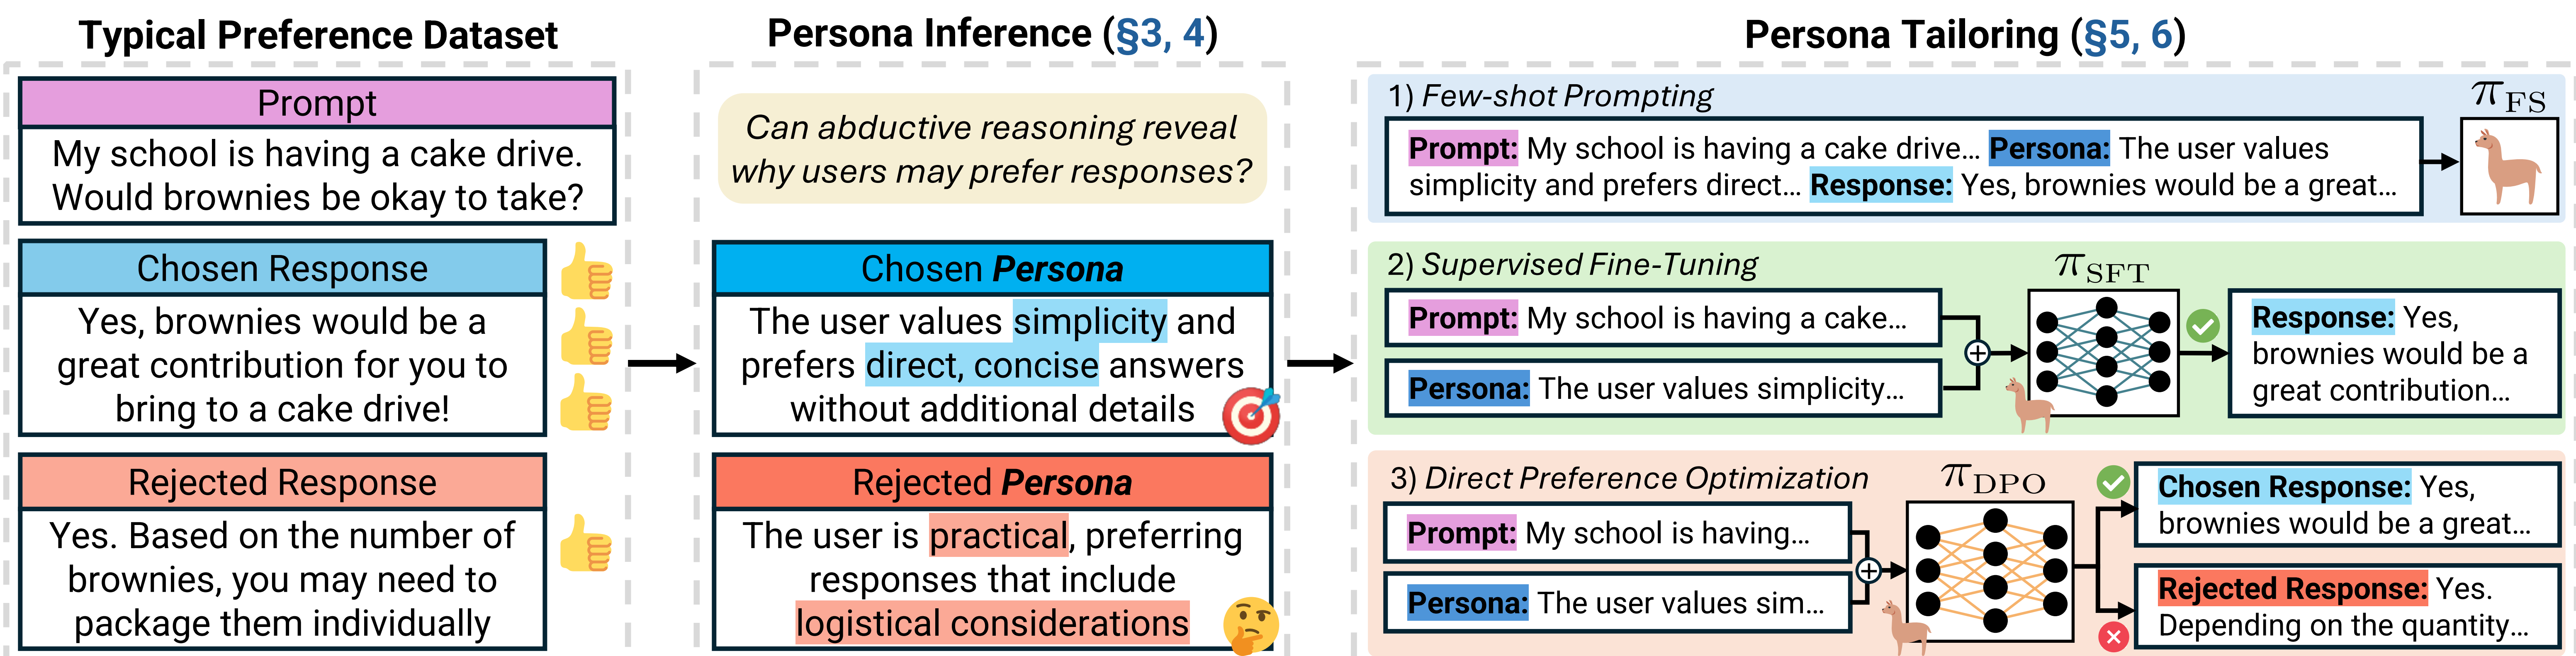 Typical Preference Dataset
Prompt
My school is having a cake drive.
Would brownies be okay to take?
Chosen Response
Yes, brownies would be a
great contribution for you to
bring to a cake drive!
Rejected Response
Yes. Based on the number of
brownies, you may need to
package them individually
Persona Inference (§3, 4)
Can abductive reasoning reveal
why users may prefer responses?
Chosen Persona
The user values simplicity and
prefers direct, concise answers
without additional details
Rejected Persona
The user is practical, preferring
responses that include
logistical considerations
Persona Tailoring (§5, 6)
1) Few-shot Prompting
π_FS
Prompt: My school is having a cake drive... Persona: The user values
simplicity and prefers direct... Response: Yes, brownies would be a great...
2) Supervised Fine-Tuning
π_SFT
Prompt: My school is having a cake...
Persona: The user values simplicity...
Response: Yes,
brownies would be a
great contribution...
3) Direct Preference Optimization
π_DPO
Prompt: My school is having...
Persona: The user values sim...
Chosen Response: Yes,
brownies would be a great...
Rejected Response: Yes.
Depending on the quantity...